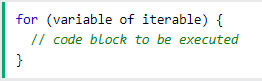 for (variable of iterable) {
  // code block to be executed
}